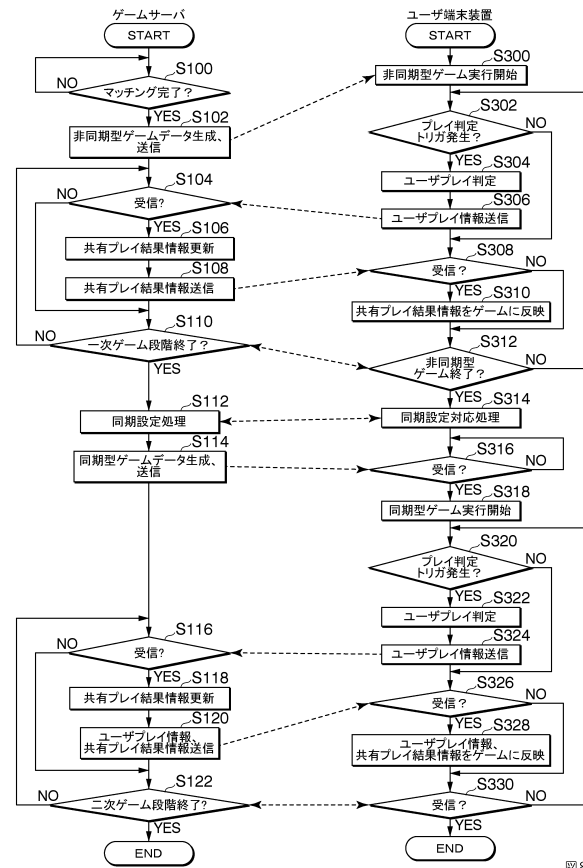 ゲームサーバ
START
S100
マッチング完了？
NO
YES
S102
非同期型ゲームデータ生成、
送信
S104
受信？
NO
YES
S106
共有プレイ結果情報更新
S108
共有プレイ結果情報送信
S110
一次ゲーム段階終了？
NO
YES
S112
同期設定処理
S114
同期型ゲームデータ生成、
送信
S116
受信？
NO
YES
S118
共有プレイ結果情報更新
S120
ユーザプレイ情報、
共有プレイ結果情報送信
S122
二次ゲーム段階終了？
NO
YES
END
ユーザ端末装置
START
S300
非同期型ゲーム実行開始
S302
プレイ判定
トリガ発生？
NO
YES
S304
ユーザプレイ判定
S306
ユーザプレイ情報送信
S308
受信？
NO
YES
S310
共有プレイ結果情報をゲームに反映
S312
非同期型
ゲーム終了？
NO
YES
S314
同期設定対応処理
S316
受信？
NO
YES
S318
同期型ゲーム実行開始
S320
プレイ判定
トリガ発生？
NO
YES
S322
ユーザプレイ判定
S324
ユーザプレイ情報送信
S326
受信？
NO
YES
S328
ユーザプレイ情報、
共有プレイ結果情報をゲームに反映
S330
受信？
NO
YES
END